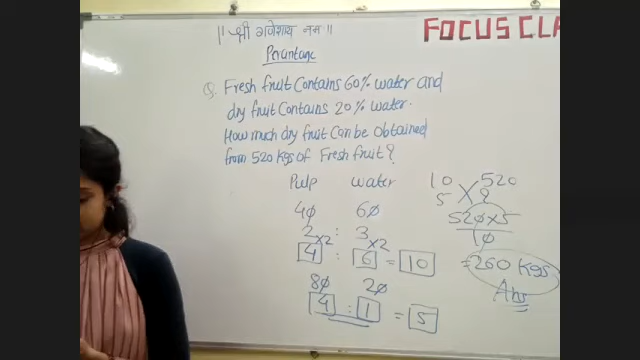 || श्री गणेशाय नमः ||
FOCUS CLA
Percentage
Q. Fresh fruit Contains 60% water and
dry fruit Contains 20% water.
How much dry fruit Can be obtained
from 520 Kgs of Fresh fruit?
Pulp water
40 60
2 : 3
×2 ×2
4 : 6 = 10
80 20
4 : 1 = 5
10 520
5 ?
520×5
10
=260 Kgs
Ans